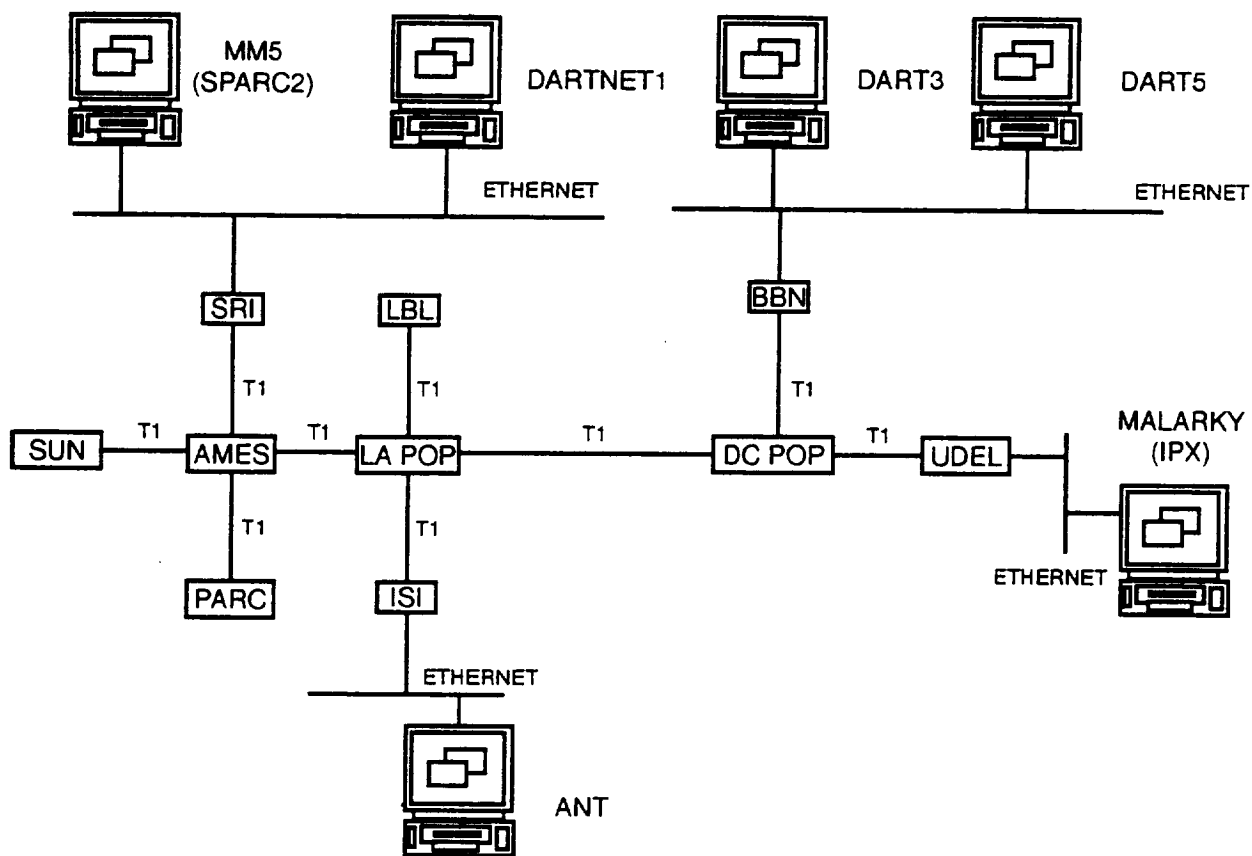 MM5
(SPARC2)
DARTNET1
DART3
DART5
ETHERNET
ETHERNET
SRI
LBL
BBN
T1
T1
T1
SUN
T1
AMES
T1
LA POP
T1
DC POP
T1
UDEL
MALARKY
(IPX)
T1
T1
PARC
ISI
ETHERNET
ETHERNET
ANT